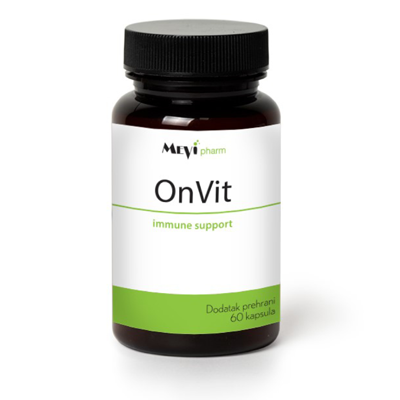 MEVi pharm
OnVit
immune support
Dodatak prehrani
60 kapsula